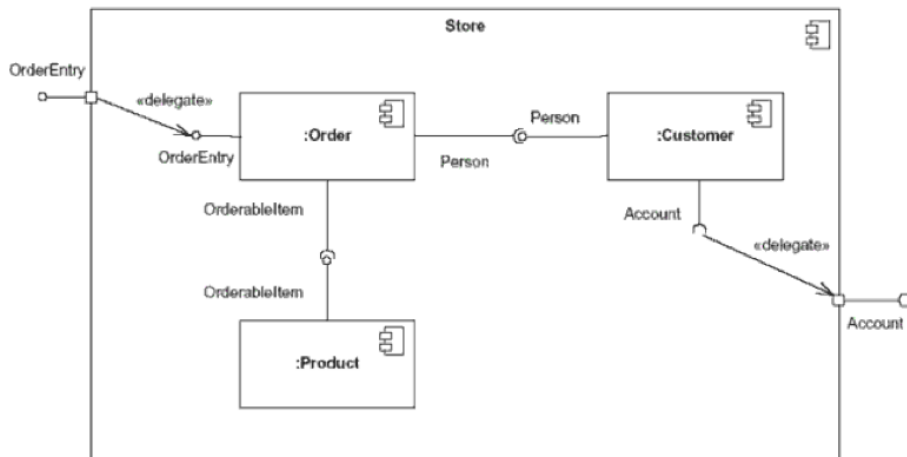 Store
OrderEntry
«delegate»
:Order
OrderEntry
Person
Person
:Customer
OrderableItem
Account
«delegate»
OrderableItem
Account
:Product